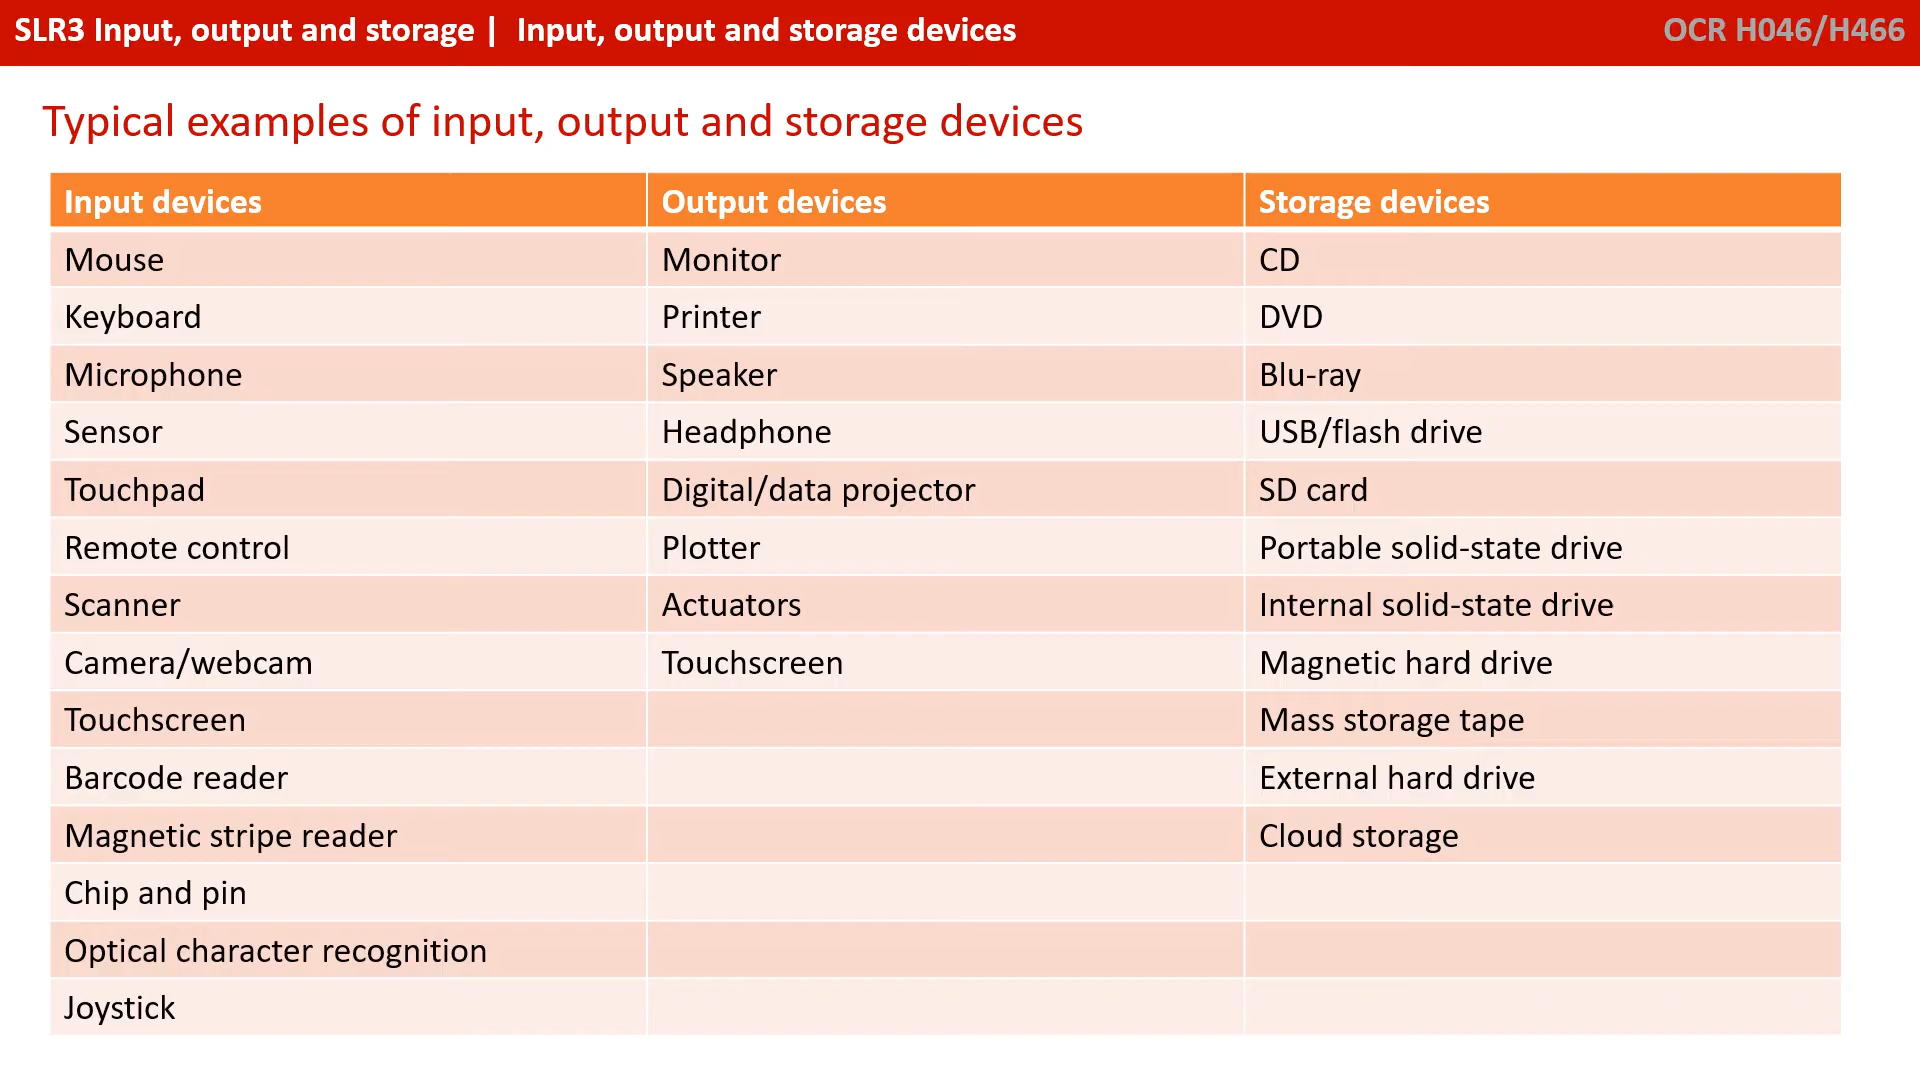 SLR3 Input, output and storage | Input, output and storage devices
OCR H046/H466
Typical examples of input, output and storage devices
Input devices Output devices Storage devices
Mouse Monitor CD
Keyboard Printer DVD
Microphone Speaker Blu-ray
Sensor Headphone USB/flash drive
Touchpad Digital/data projector SD card
Remote control Plotter Portable solid-state drive
Scanner Actuators Internal solid-state drive
Camera/webcam Touchscreen Magnetic hard drive
Touchscreen Mass storage tape
Barcode reader External hard drive
Magnetic stripe reader Cloud storage
Chip and pin
Optical character recognition
Joystick